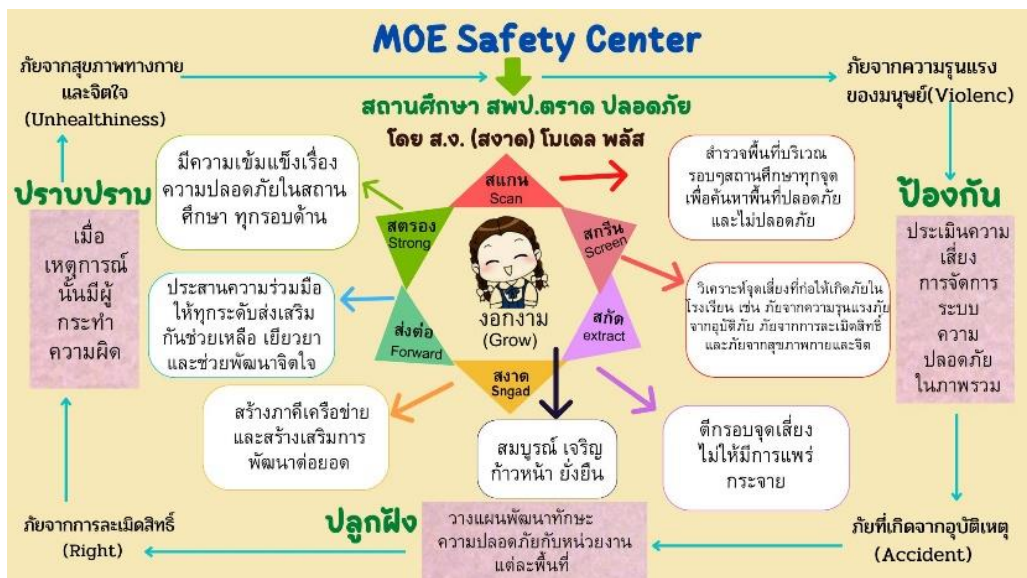 MOE Safety Center
ภัยจากสุขภาพทางกาย
และจิตใจ
(Unhealthiness)
ภัยจากความรุนแรง
ของมนุษย์(Violenc)
สถานศึกษา สพป.ตราด ปลอดภัย
โดย ส.ง. (สงาด) โมเดล พลัส
มีความเข้มแข็งเรื่อง
ความปลอดภัยในสถาน
ศึกษา ทุกรอบด้าน
สแกน
Scan
สำรวจพื้นที่บริเวณ
รอบๆสถานศึกษาทุกจุด
เพื่อค้นหาพื้นที่ปลอดภัย
และไม่ปลอดภัย
ปราบปราม
เมื่อ
เหตุการณ์
นั้นมีผู้
กระทำ
ความผิด
สตรอง
Strong
สกรีน
Screen
ป้องกัน
ประเมินความ
เสี่ยง
การจัดการ
ระบบ
ความ
ปลอดภัย
ในภาพรวม
ประสานความร่วมมือ
ให้ทุกระดับส่งเสริม
กันช่วยเหลือ เยียวยา
และช่วยพัฒนาจิตใจ
ส่งต่อ
Forward
งอกงาม
(Grow)
สกัด
extract
วิเคราะห์จุดเสี่ยงที่ก่อให้เกิดภัยใน
โรงเรียน เช่น ภัยจากความรุนแรงภัย
จากอุบัติภัย ภัยจากการละเมิดสิทธิ์
และภัยจากสุขภาพกายและจิต
สงาด
Sngad
สร้างภาคีเครือข่าย
และสร้างเสริมการ
พัฒนาต่อยอด
สมบูรณ์ เจริญ
ก้าวหน้า ยั่งยืน
ตีกรอบจุดเสี่ยง
ไม่ให้มีการแพร่
กระจาย
ภัยจากการละเมิดสิทธิ์
(Right)
ปลูกฝัง
วางแผนพัฒนาทักษะ
ความปลอดภัยกับหน่วยงาน
แต่ละพื้นที่
ภัยที่เกิดจากอุบัติเหตุ
(Accident)